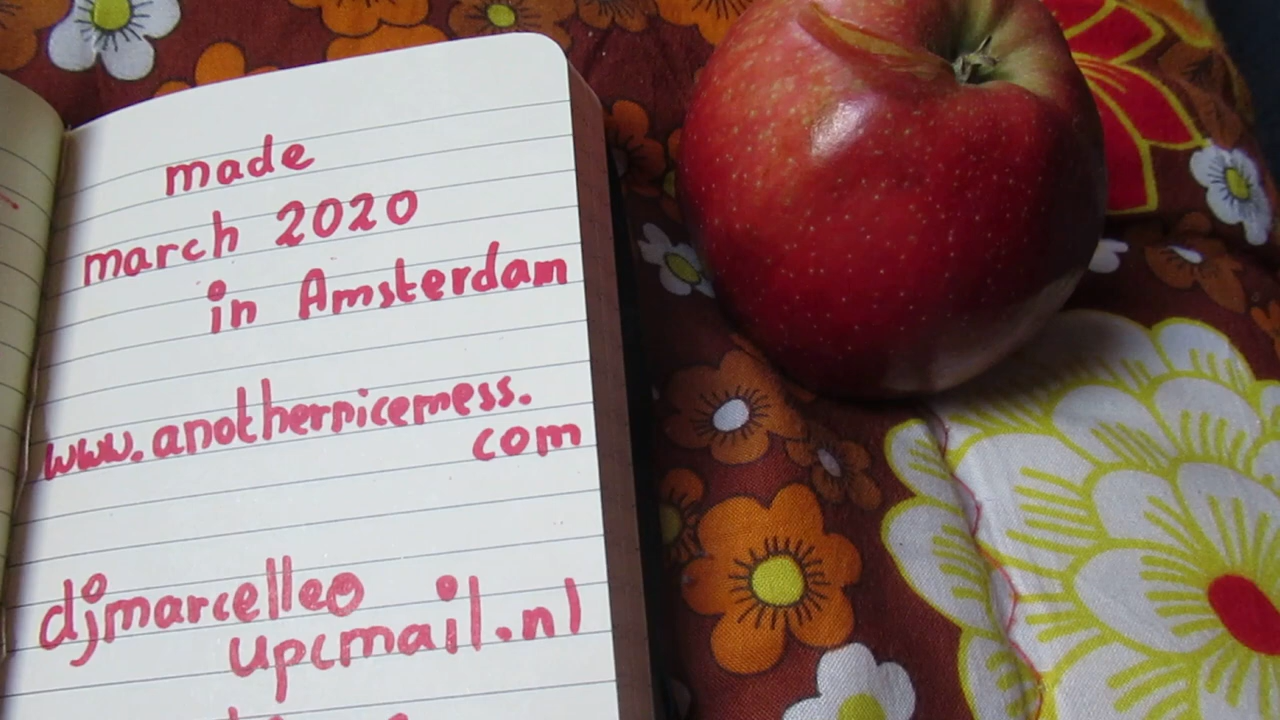 made
march 2020
in Amsterdam
www.anothernicemess.
com
djmarcelle@
upcmail.nl